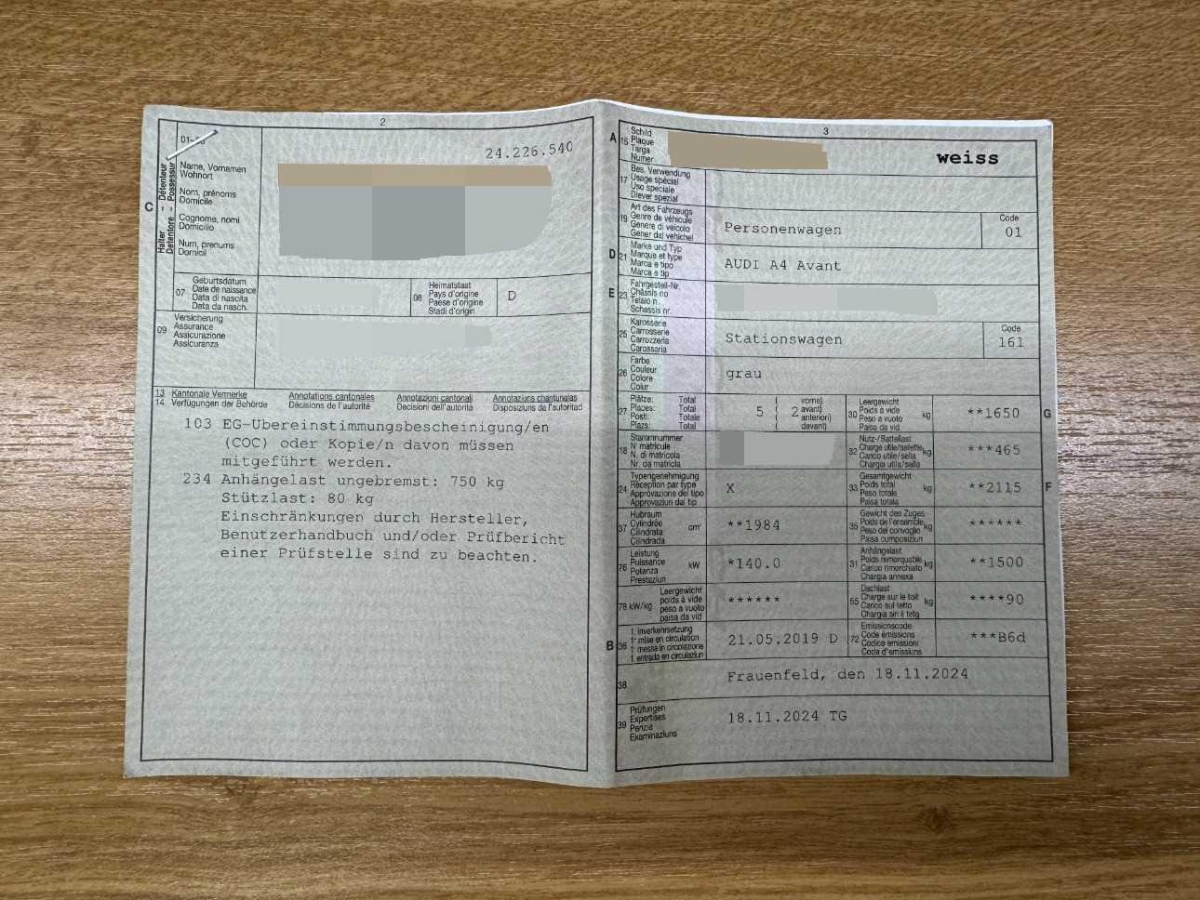 2
01-
24.226.540
C
Halter - Détenteur
Detentore - Possessur
Name, Vornamen
Wohnort
Nom, prénoms
Domicile
Cognome, nomi
Domicilio
Num, prenums
Domicil
07
Geburtsdatum
Date de naissance
Data di nascita
Data da nasch.
08
Heimatstaat
Pays d'origine
Paese d'origine
Stadi d'origin
D
09
Versicherung
Assurance
Assicurazione
Assicuranza
13 Kantonale Vermerke Annotations cantonales Annotazioni cantonali Annotaziuns chantunalas
14 Verfügungen der Behörde Décisions de l'autorité Decisioni dell'autorità Disposiziuns da l'autoritad
103 EG-Übereinstimmungsbescheinigung/en
(COC) oder Kopie/n davon müssen
mitgeführt werden.
234 Anhängelast ungebremst: 750 kg
Stützlast: 80 kg
Einschränkungen durch Hersteller,
Benutzerhandbuch und/oder Prüfbericht
einer Prüfstelle sind zu beachten.
3
A 15
Schild
Plaque
Targa
Numer
weiss
17
Bes. Verwendung
Usage spécial
Uso speciale
Diever spezial
19
Art des Fahrzeugs
Genre de véhicule
Genere di veicolo
Gener dal vehichel
Personenwagen
Code
01
D 21
Marke und Typ
Marque et type
Marca e tipo
Marca e tip
AUDI A4 Avant
E 23
Fahrgestell-Nr.
Châssis no
Telaio n.
Schassis nr.
25
Karosserie
Carrosserie
Carrozzeria
Carossaria
Stationswagen
Code
161
26
Farbe
Couleur
Colore
Colur
grau
27
Plätze: Total
Places: Total
Posti: Totale
Plazs: Total
5 ( 2
vorne)
avant)
anteriori)
davant)
30
Leergewicht
Poids à vide
Peso a vuoto
Paisa da vid
kg
**1650
G
18
Stammnummer
N matricule
N. di matricola
Nr. da matricla
32
Nutz-/Sattellast
Charge utile/sellette
Carico utile/sella
Chargia utila/sella
kg
***465
24
Typengenehmigung
Réception par type
Approvazione del tipo
Approvaziun dal tip
X
33
Gesamtgewicht
Poids total
Peso totale
Paisa totala
kg
**2115
F
37
Hubraum
Cylindrée
Cilindrata
Cilindrada
cm³
**1984
35
Gewicht des Zuges
Poids de l'ensemble
Peso del convoglio
Paisa cumposiziun
kg
******
76
Leistung
Puissance
Potenza
Prestaziun
kW
*140.0
31
Anhängelast
Poids remorquable
Carico rimorchiato
Chargia annexa
kg
**1500
78 kW/kg
Leergewicht
poids à vide
peso a vuoto
paisa da vid
******
55
Dachlast
Charge sur le toit
Carico sul tetto
Chargia sin il tetg
kg
****90
B 36
1. Inverkehrsetzung
1ʳᵉ mise en circulation
1ª messa in circolazione
1. entrada en circulaziun
21.05.2019 D
72
Emissionscode
Code émissions
Codice emissioni
Code d'emissiuns
***B6d
38
Frauenfeld, den 18.11.2024
39
Prüfungen
Expertises
Perizie
Examinaziuns
18.11.2024 TG